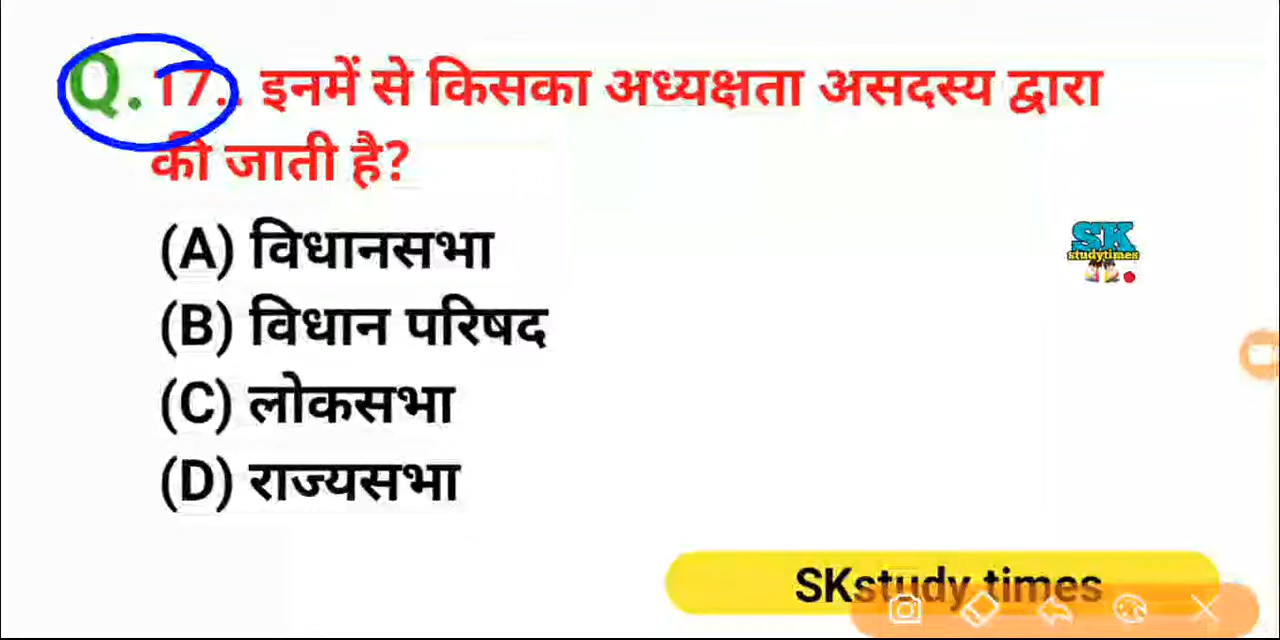 Q. 17.. इनमें से किसका अध्यक्षता असदस्य द्वारा
की जाती है?
(A) विधानसभा
(B) विधान परिषद
(C) लोकसभा
(D) राज्यसभा
SK
studytimes
SKstudy times